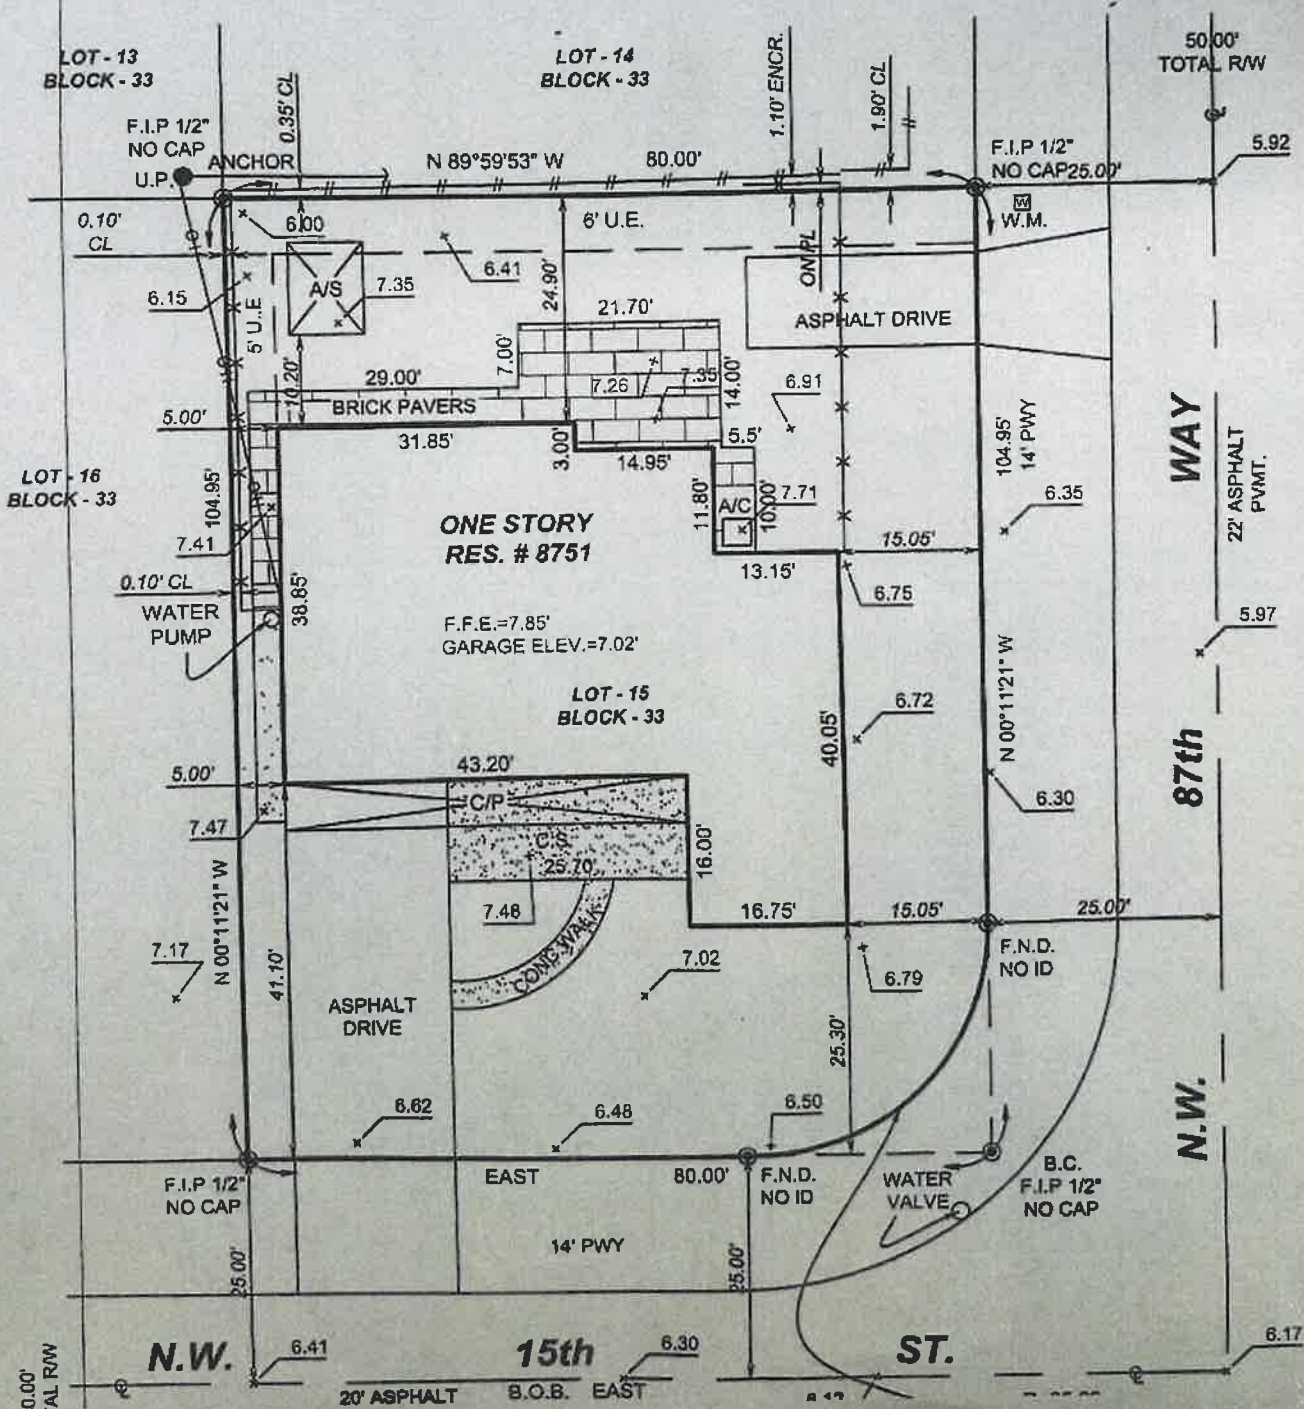 LOT - 13
BLOCK - 33
LOT - 14
BLOCK - 33
50.00'
TOTAL R/W
0.35' CL
1.10' ENCR.
1.90' CL
F.I.P 1/2"
NO CAP
ANCHOR
U.P.
N 89°59'53" W
80.00'
F.I.P 1/2"
NO CAP
25.00'
5.92
W
W.M.
0.10'
CL
6.00
6' U.E.
6.41
A/S
7.35
6.15
5' U.E
24.90'
ON PL
ASPHALT DRIVE
21.70'
7.00'
10.20'
29.00'
BRICK PAVERS
7.26
7.35
14.00'
6.91
5.00'
31.85'
3.00'
14.95'
5.5'
104.95'
14' PWY
WAY
22' ASPHALT
PVMT.
LOT - 16
BLOCK - 33
104.95'
ONE STORY
RES. # 8751
11.80'
A/C
10.00'
7.71
6.35
7.41
15.05'
13.15'
0.10' CL
WATER
PUMP
38.85'
6.75
F.F.E.=7.85'
GARAGE ELEV.=7.02'
5.97
LOT - 15
BLOCK - 33
6.72
N 00°11'21" W
40.05'
87th
5.00'
43.20'
C/P
6.30
7.47
C.S
25.70
16.00'
7.48
16.75'
15.05'
25.00'
N 00°11'21" W
7.17
CONC.WALK
7.02
F.N.D.
NO ID
6.79
41.10'
ASPHALT
DRIVE
25.30'
N.W.
6.62
6.48
6.50
F.I.P 1/2"
NO CAP
EAST
80.00'
F.N.D.
NO ID
WATER
VALVE
B.C.
F.I.P 1/2"
NO CAP
14' PWY
25.00'
25.00'
N.W.
15th
ST.
6.41
6.30
6.17
20' ASPHALT
B.O.B.
EAST